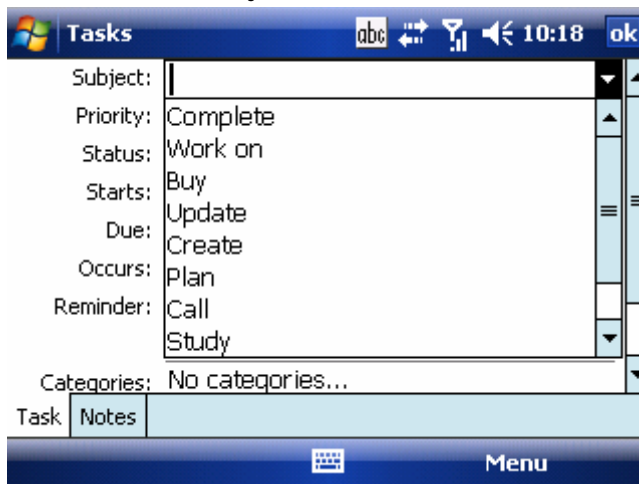 Tasks abc 10:18 ok
Subject:
Priority: Complete
Status: Work on
Starts: Buy
Update
Due: Create
Occurs: Plan
Reminder: Call
Study
Categories: No categories...
Task Notes
Menu